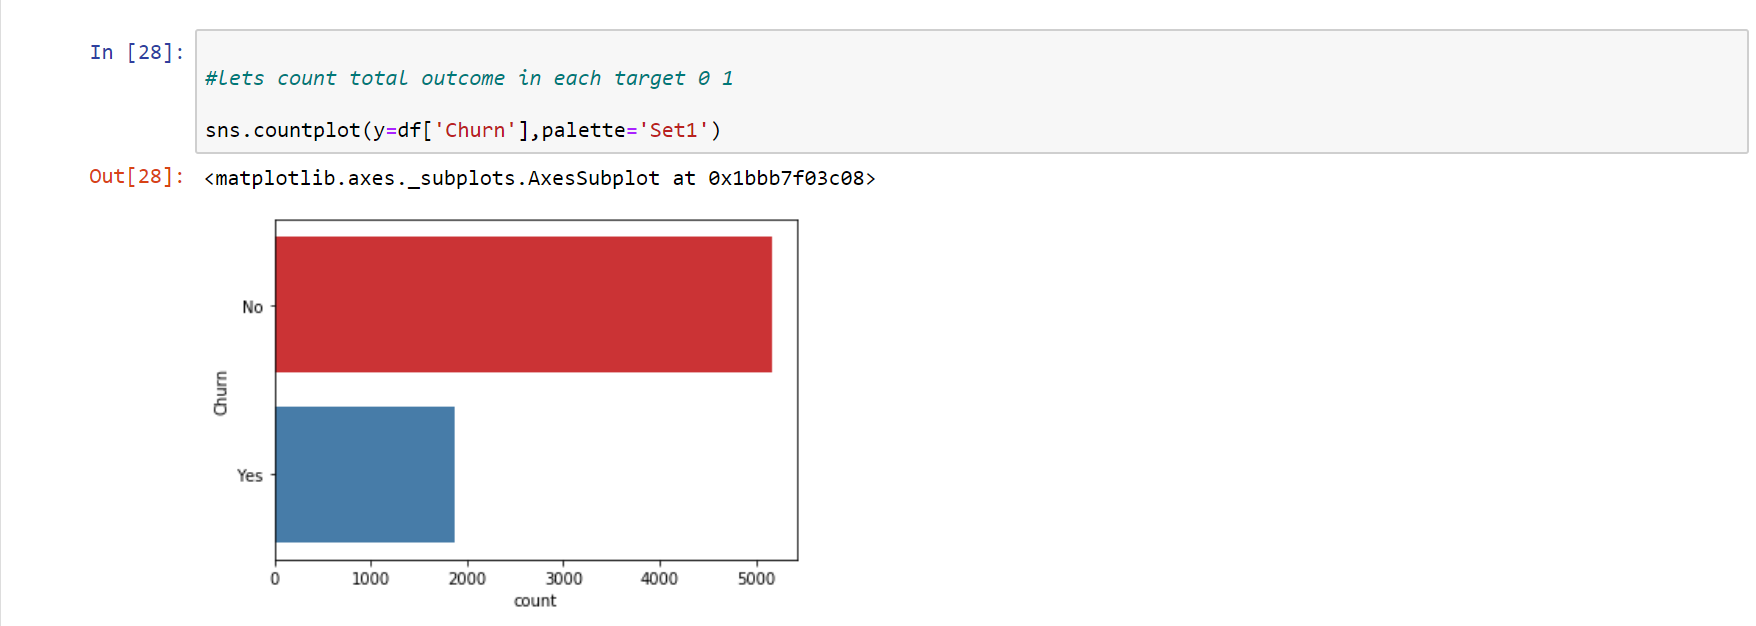 In [28]:
#lets count total outcome in each target 0 1
sns.countplot(y=df['Churn'],palette='Set1')
Out[28]: <matplotlib.axes._subplots.AxesSubplot at 0x1bbb7f03c08>
No
Churn
Yes
0 1000 2000 3000 4000 5000
count